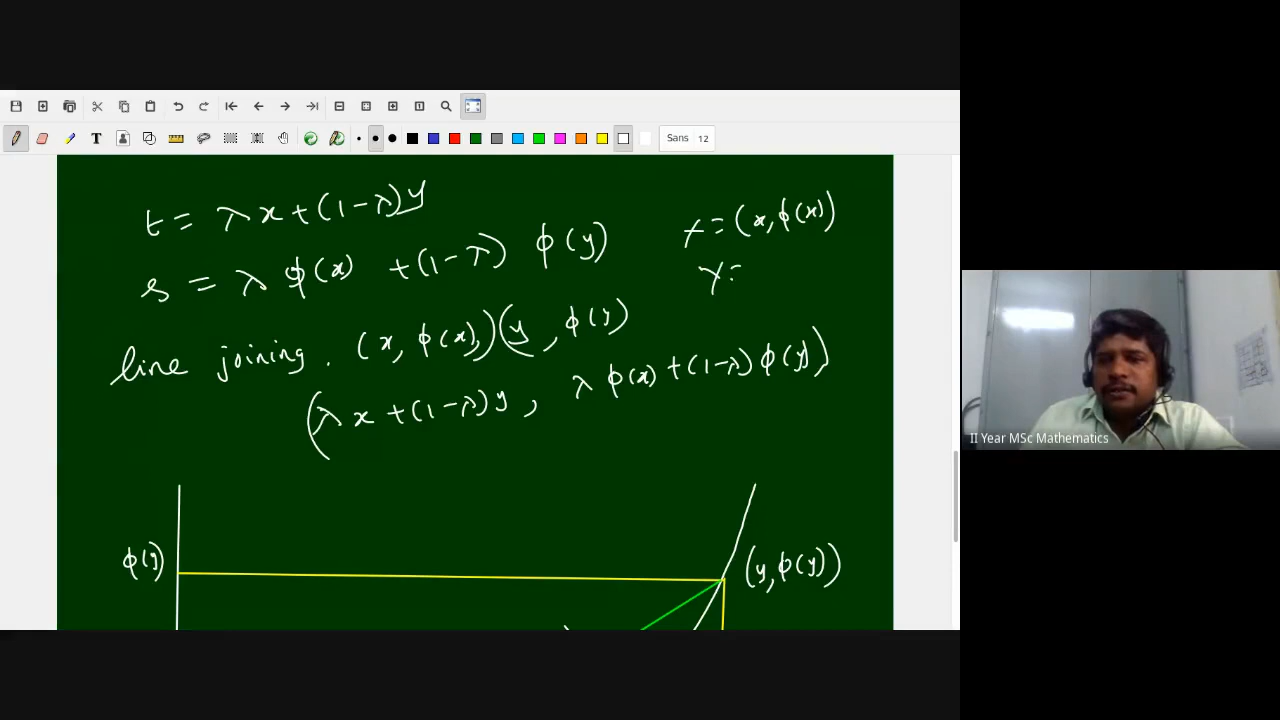 Sans 12
t = λx + (1-λ)y
s = λ φ(x) + (1-λ) φ(y)
x = (x, φ(x))
y =
line joining. (x, φ(x),) (y, φ(y)
(λx + (1-λ)y, λ φ(x) + (1-λ) φ(y))
φ(y)
(y, φ(y))
II Year MSc Mathematics